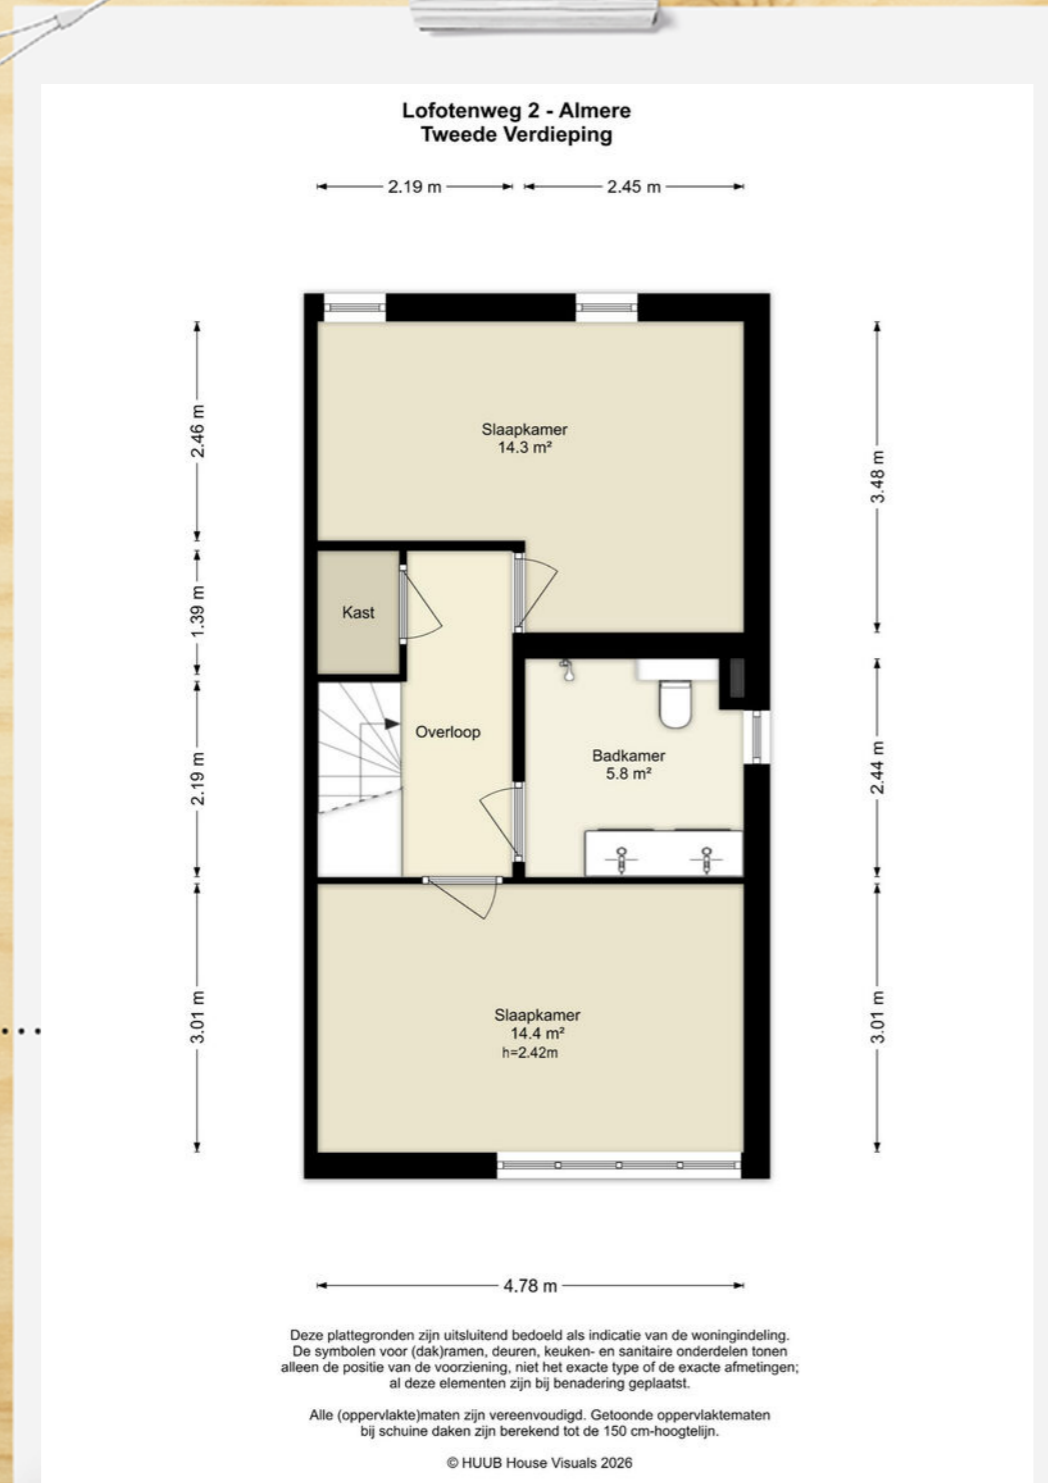 Lofotenweg 2 - Almere
Tweede Verdieping
2.19 m
2.45 m
2.46 m
Slaapkamer
14.3 m²
3.48 m
1.39 m
Kast
2.19 m
Overloop
Badkamer
5.8 m²
2.44 m
3.01 m
Slaapkamer
14.4 m²
h=2.42m
3.01 m
4.78 m
Deze plattegronden zijn uitsluitend bedoeld als indicatie van de woningindeling.
De symbolen voor (dak)ramen, deuren, keuken- en sanitaire onderdelen tonen
alleen de positie van de voorziening, niet het exacte type of de exacte afmetingen;
al deze elementen zijn bij benadering geplaatst.
Alle (oppervlakte)maten zijn vereenvoudigd. Getoonde oppervlaktematen
bij schuine daken zijn berekend tot de 150 cm-hoogtelijn.
© HUUB House Visuals 2026